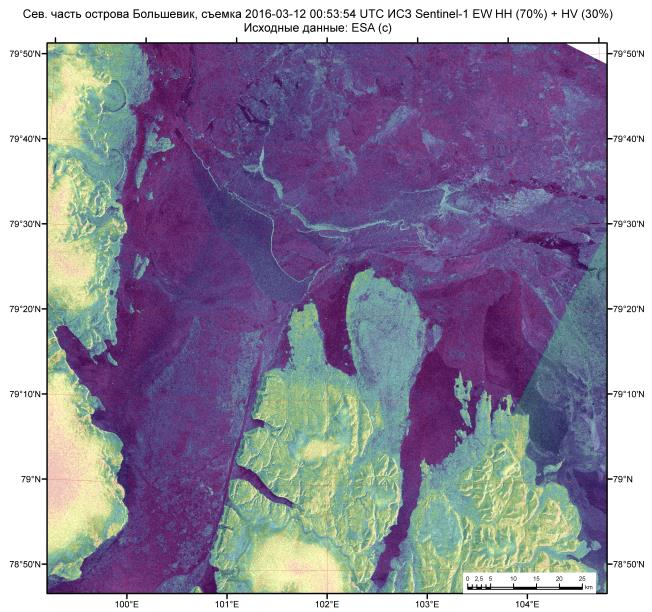 Сев. часть острова Большевик, съемка 2016-03-12 00:53:54 UTC ИСЗ Sentinel-1 EW HH (70%) + HV (30%)
Исходные данные: ESA (c)
79°50'N 79°50'N
79°40'N 79°40'N
79°30'N 79°30'N
79°20'N 79°20'N
79°10'N 79°10'N
79°N 79°N
78°50'N 78°50'N
0 2,5 5 10 15 20 25
км
100°E 101°E 102°E 103°E 104°E